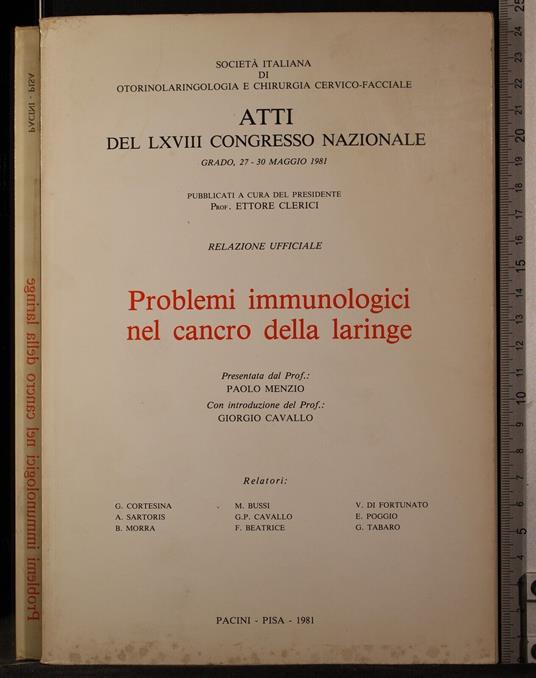 SOCIETÀ ITALIANA
DI
OTORINOLARINGOLOGIA E CHIRURGIA CERVICO-FACCIALE
ATTI
DEL LXVIII CONGRESSO NAZIONALE
GRADO, 27 - 30 MAGGIO 1981
PUBBLICATI A CURA DEL PRESIDENTE
PROF. ETTORE CLERICI
RELAZIONE UFFICIALE
Problemi immunologici
nel cancro della laringe
Presentata dal Prof.:
PAOLO MENZIO
Con introduzione del Prof.:
GIORGIO CAVALLO
Relatori:
G. CORTESINA M. BUSSI V. DI FORTUNATO
A. SARTORIS G.P. CAVALLO E. POGGIO
B. MORRA F. BEATRICE G. TABARO
PACINI - PISA - 1981
PACINI - PISA
Problemi immunologici nel cancro della laringe